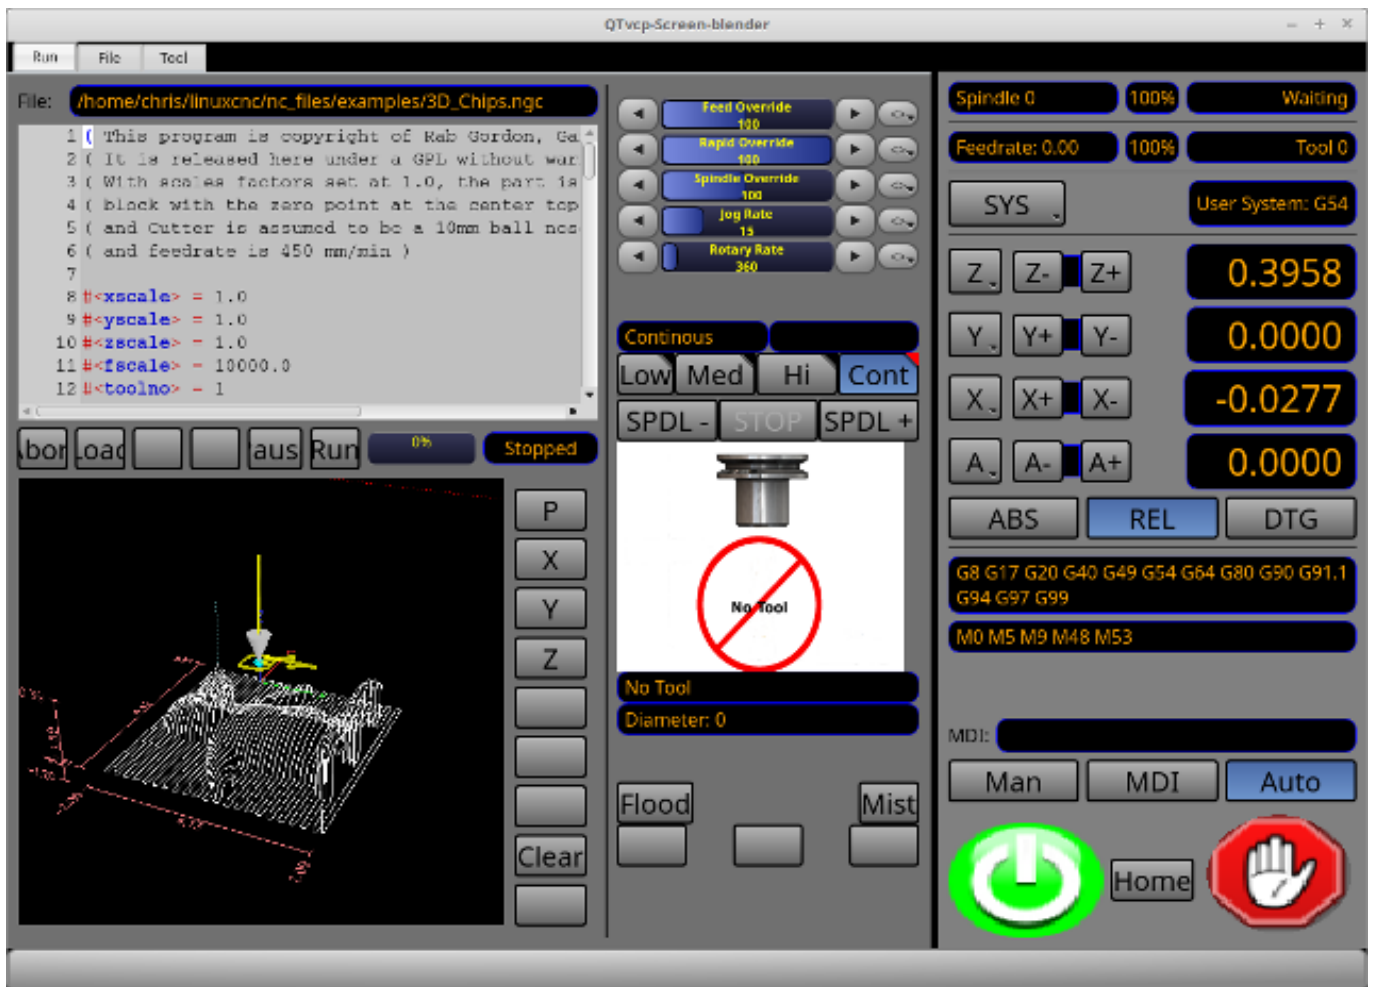 QTvcp-Screen-blender
Run File Tool
File: /home/chris/linuxcnc/nc_files/examples/3D_Chips.ngc
1 ( This program is copyright of Rab Gordon, Ga
2 ( It is released here under a GPL without war
3 ( With scales factors set at 1.0, the part is
4 ( block with the zero point at the center top
5 ( and Cutter is assumed to be a 10mm ball nos
6 ( and feedrate is 450 mm/min )
7
8 #<xscale> = 1.0
9 #<yscale> = 1.0
10 #<zscale> = 1.0
11 #<fscale> = 10000.0
12 #<toolno> = 1
\bor Load 'aus Run 0% Stopped
P
X
Y
Z
Clear
Feed Override
100
Rapid Override
100
Spindle Override
100
Jog Rate
15
Rotary Rate
360
Continous
Low Med Hi Cont
SPDL - STOP SPDL +
No Tool
No Tool
Diameter: 0
Flood Mist
Spindle 0 100% Waiting
Feedrate: 0.00 100% Tool 0
SYS User System: G54
Z Z- Z+ 0.3958
Y Y+ Y- 0.0000
X X+ X- -0.0277
A A- A+ 0.0000
ABS REL DTG
G8 G17 G20 G40 G49 G54 G64 G80 G90 G91.1
G94 G97 G99
M0 M5 M9 M48 M53
MDI:
Man MDI Auto
Home